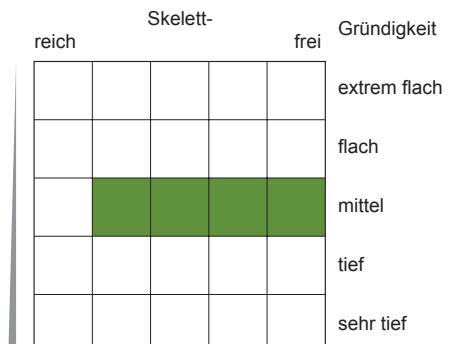 Skelett-
reich frei Gründigkeit
extrem flach
flach
mittel
tief
sehr tief